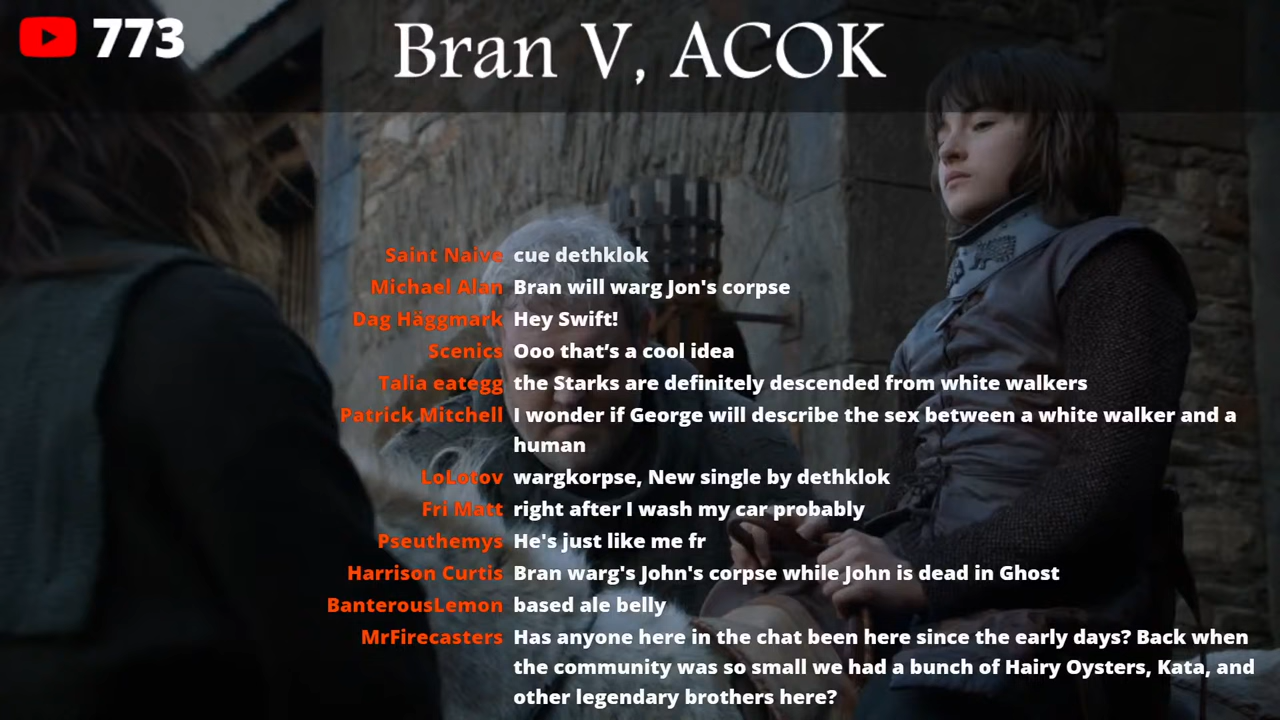 773
Bran V, ACOK
Saint Naive cue dethklok
Michael Alan Bran will warg Jon's corpse
Dag Häggmark Hey Swift!
Scenics Ooo that’s a cool idea
Talia eategg the Starks are definitely descended from white walkers
Patrick Mitchell I wonder if George will describe the sex between a white walker and a
human
LoLotov wargkorpse, New single by dethklok
Fri Matt right after I wash my car probably
Pseuthemys He's just like me fr
Harrison Curtis Bran warg's John's corpse while John is dead in Ghost
BanterousLemon based ale belly
MrFirecasters Has anyone here in the chat been here since the early days? Back when
the community was so small we had a bunch of Hairy Oysters, Kata, and
other legendary brothers here?